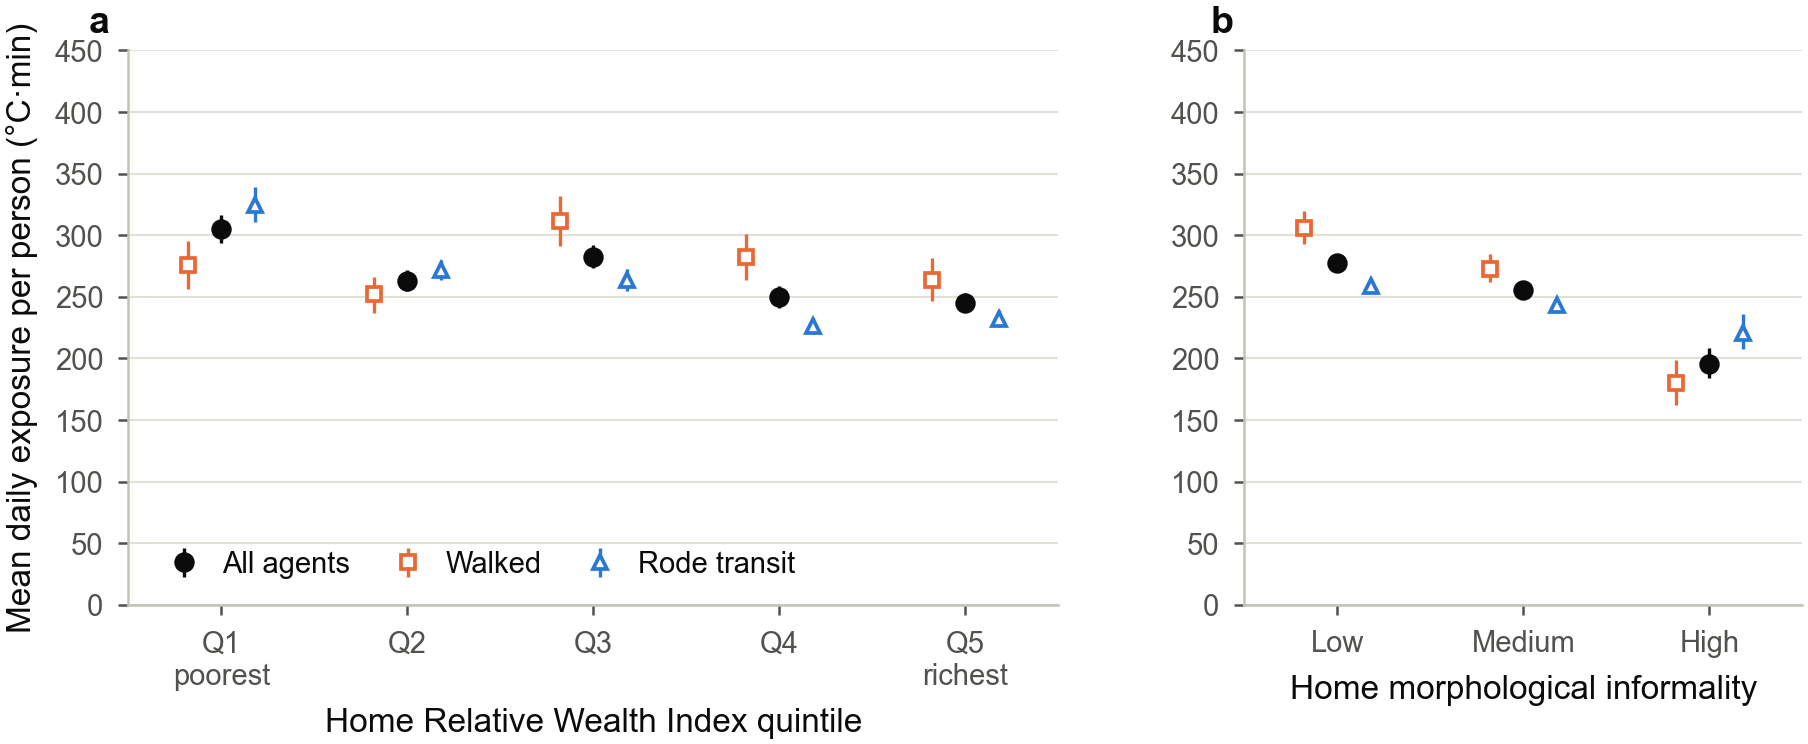 a
Mean daily exposure per person (°C·min)
450
400
350
300
250
200
150
100
50
0
All agents
Walked
Rode transit
Q1
poorest
Q2
Q3
Q4
Q5
richest
Home Relative Wealth Index quintile
b
450
400
350
300
250
200
150
100
50
0
Low
Medium
High
Home morphological informality